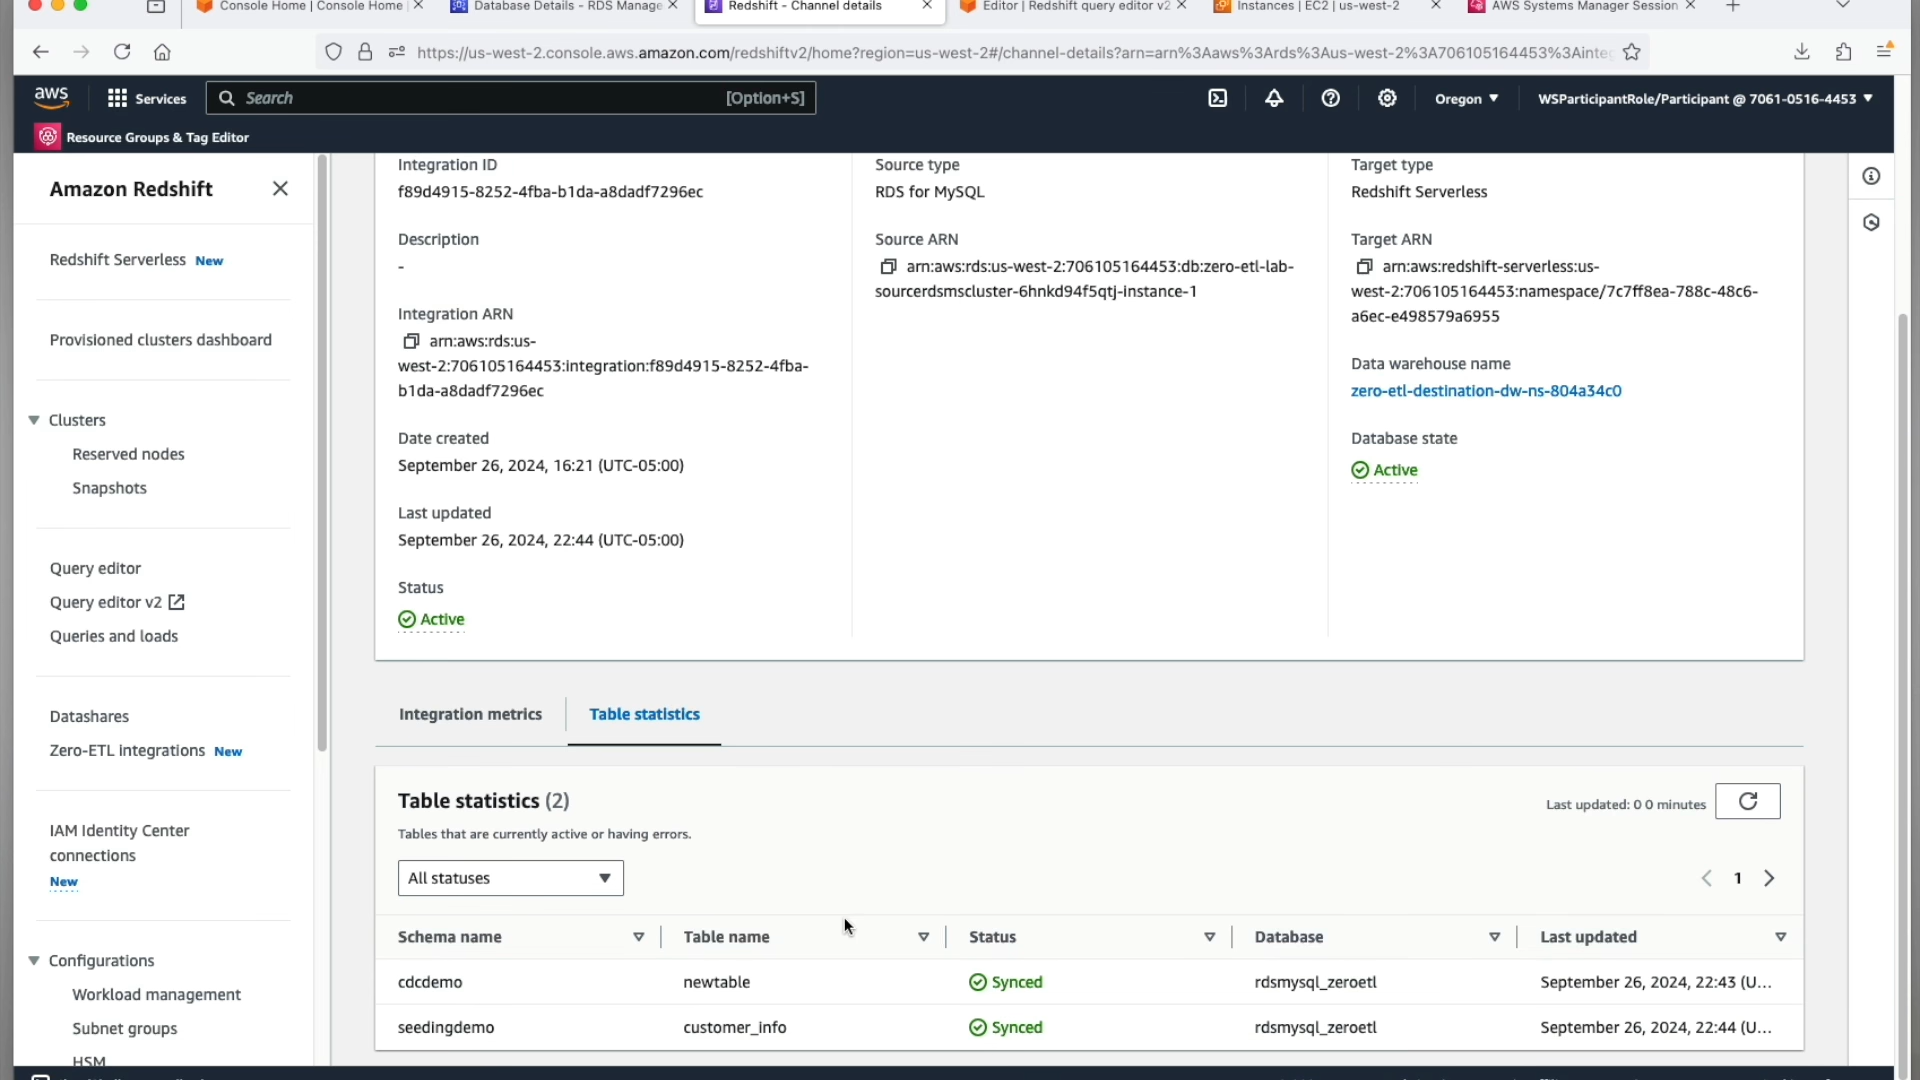 Console Home | Console Home
Database Details - RDS Manage
Redshift - Channel details
Editor | Redshift query editor v2
Instances | EC2 | us-west-2
AWS Systems Manager Session
https://us-west-2.console.aws.amazon.com/redshiftv2/home?region=us-west-2#/channel-details?arn=arn%3Aaws%3Ards%3Aus-west-2%3A706105164453%3Ainteg
aws
Services
Search
[Option+S]
Oregon
WSParticipantRole/Participant @ 7061-0516-4453
Resource Groups & Tag Editor
Amazon Redshift
Redshift Serverless New
Provisioned clusters dashboard
Clusters
Reserved nodes
Snapshots
Query editor
Query editor v2
Queries and loads
Datashares
Zero-ETL integrations New
IAM Identity Center
connections
New
Configurations
Workload management
Subnet groups
HSM
Integration ID
f89d4915-8252-4fba-b1da-a8dadf7296ec
Description
-
Integration ARN
arn:aws:rds:us-
west-2:706105164453:integration:f89d4915-8252-4fba-
b1da-a8dadf7296ec
Date created
September 26, 2024, 16:21 (UTC-05:00)
Last updated
September 26, 2024, 22:44 (UTC-05:00)
Status
Active
Source type
RDS for MySQL
Source ARN
arn:aws:rds:us-west-2:706105164453:db:zero-etl-lab-
sourcerdsmscluster-6hnkd94f5qtj-instance-1
Target type
Redshift Serverless
Target ARN
arn:aws:redshift-serverless:us-
west-2:706105164453:namespace/7c7ff8ea-788c-48c6-
a6ec-e498579a6955
Data warehouse name
zero-etl-destination-dw-ns-804a34c0
Database state
Active
Integration metrics
Table statistics
Table statistics (2)
Tables that are currently active or having errors.
Last updated: 0 0 minutes
All statuses
1
Schema name
Table name
Status
Database
Last updated
cdcdemo
newtable
Synced
rdsmysql_zeroetl
September 26, 2024, 22:43 (U...
seedingdemo
customer_info
Synced
rdsmysql_zeroetl
September 26, 2024, 22:44 (U...